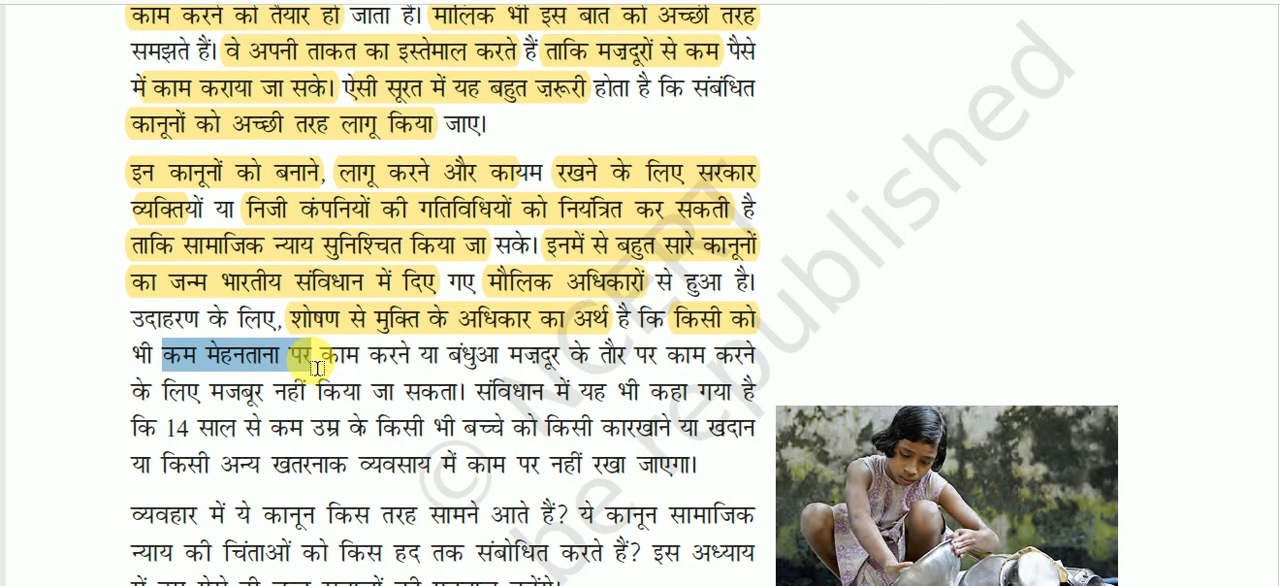 काम करने को तैयार हो जाता है। मालिक भी इस बात को अच्छी तरह
समझते हैं। वे अपनी ताकत का इस्तेमाल करते हैं ताकि मज़दूरों से कम पैसे
में काम कराया जा सके। ऐसी सूरत में यह बहुत ज़रूरी होता है कि संबंधित
कानूनों को अच्छी तरह लागू किया जाए।
इन कानूनों को बनाने, लागू करने और कायम रखने के लिए सरकार
व्यक्तियों या निजी कंपनियों की गतिविधियों को नियंत्रित कर सकती है
ताकि सामाजिक न्याय सुनिश्चित किया जा सके। इनमें से बहुत सारे कानूनों
का जन्म भारतीय संविधान में दिए गए मौलिक अधिकारों से हुआ है।
उदाहरण के लिए, शोषण से मुक्ति के अधिकार का अर्थ है कि किसी को
भी कम मेहनताना पर काम करने या बंधुआ मज़दूर के तौर पर काम करने
के लिए मजबूर नहीं किया जा सकता। संविधान में यह भी कहा गया है
कि 14 साल से कम उम्र के किसी भी बच्चे को किसी कारखाने या खदान
या किसी अन्य खतरनाक व्यवसाय में काम पर नहीं रखा जाएगा।
व्यवहार में ये कानून किस तरह सामने आते हैं? ये कानून सामाजिक
न्याय की चिंताओं को किस हद तक संबोधित करते हैं? इस अध्याय
© NCERT
be republished